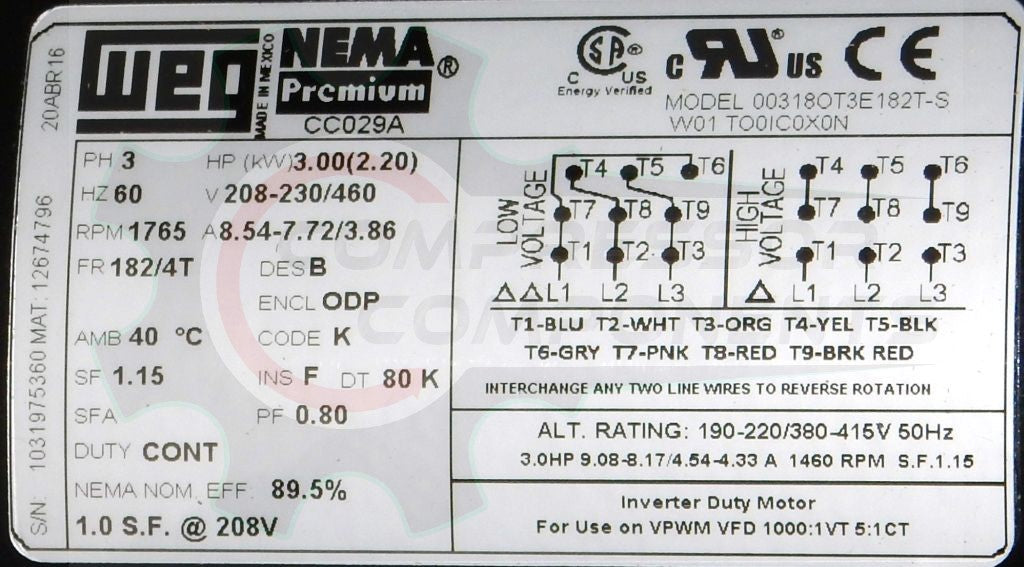 20ABR16
S/N: 1031975360 MAT: 12674796
WEG
MADE IN MEXICO
NEMA
Premium ®
CC029A
CSA ®
C US
Energy Verified
c RU ® US CE
MODEL 00318OT3E182T-S
W01 TO0IC0X0N
PH 3 HP (kW) 3.00(2.20)
HZ 60 V 208-230/460
RPM 1765 A 8.54-7.72/3.86
FR 182/4T DES B
ENCL ODP
AMB 40 °C CODE K
SF 1.15 INS F DT 80 K
SFA PF 0.80
DUTY CONT
NEMA NOM. EFF. 89.5%
1.0 S.F. @ 208V
LOW VOLTAGE
T4 T5 T6
T7 T8 T9
T1 T2 T3
△△ L1 L2 L3
HIGH VOLTAGE
T4 T5 T6
T7 T8 T9
T1 T2 T3
△ L1 L2 L3
T1-BLU T2-WHT T3-ORG T4-YEL T5-BLK
T6-GRY T7-PNK T8-RED T9-BRK RED
INTERCHANGE ANY TWO LINE WIRES TO REVERSE ROTATION
ALT. RATING: 190-220/380-415V 50Hz
3.0HP 9.08-8.17/4.54-4.33 A 1460 RPM S.F.1.15
Inverter Duty Motor
For Use on VPWM VFD 1000:1VT 5:1CT
COMPRESSOR
COMPONENTS